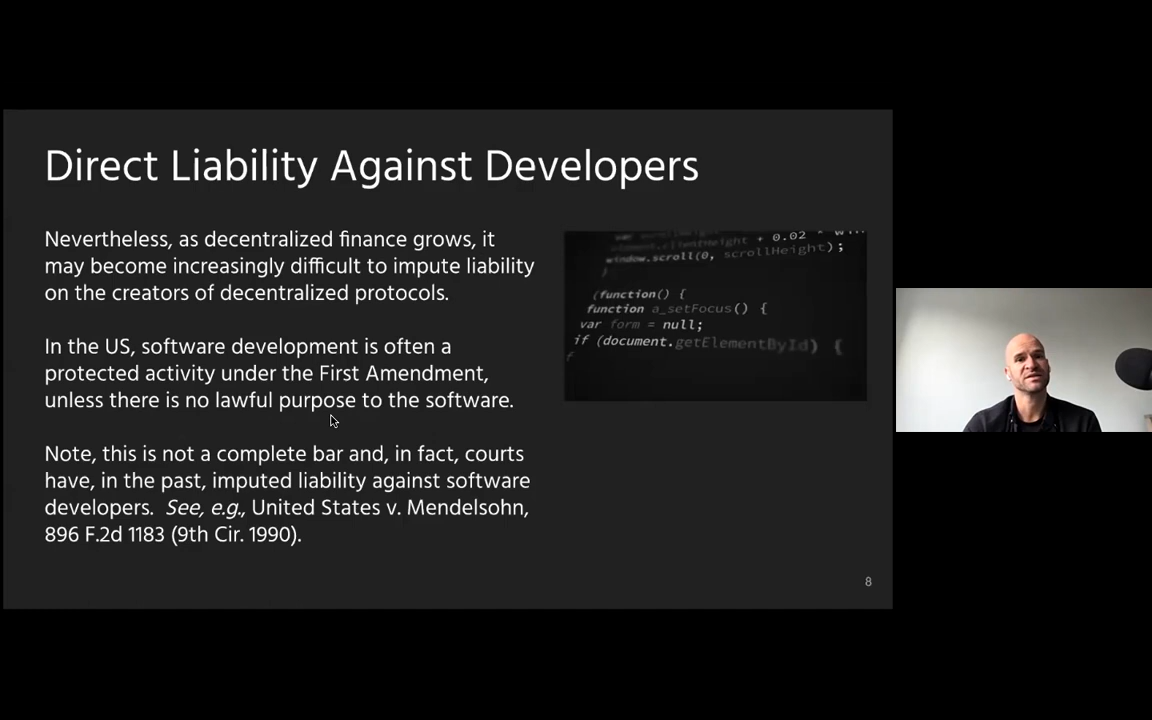 Direct Liability Against Developers
Nevertheless, as decentralized finance grows, it
may become increasingly difficult to impute liability
on the creators of decentralized protocols.
In the US, software development is often a
protected activity under the First Amendment,
unless there is no lawful purpose to the software.
Note, this is not a complete bar and, in fact, courts
have, in the past, imputed liability against software
developers.  See, e.g., United States v. Mendelsohn,
896 F.2d 1183 (9th Cir. 1990).
element.clientHeight + 0.02 *
window.scroll(0, scrollHeight);
}
(function() {
function a_setFocus() {
var form = null;
if (document.getElementById) {
8